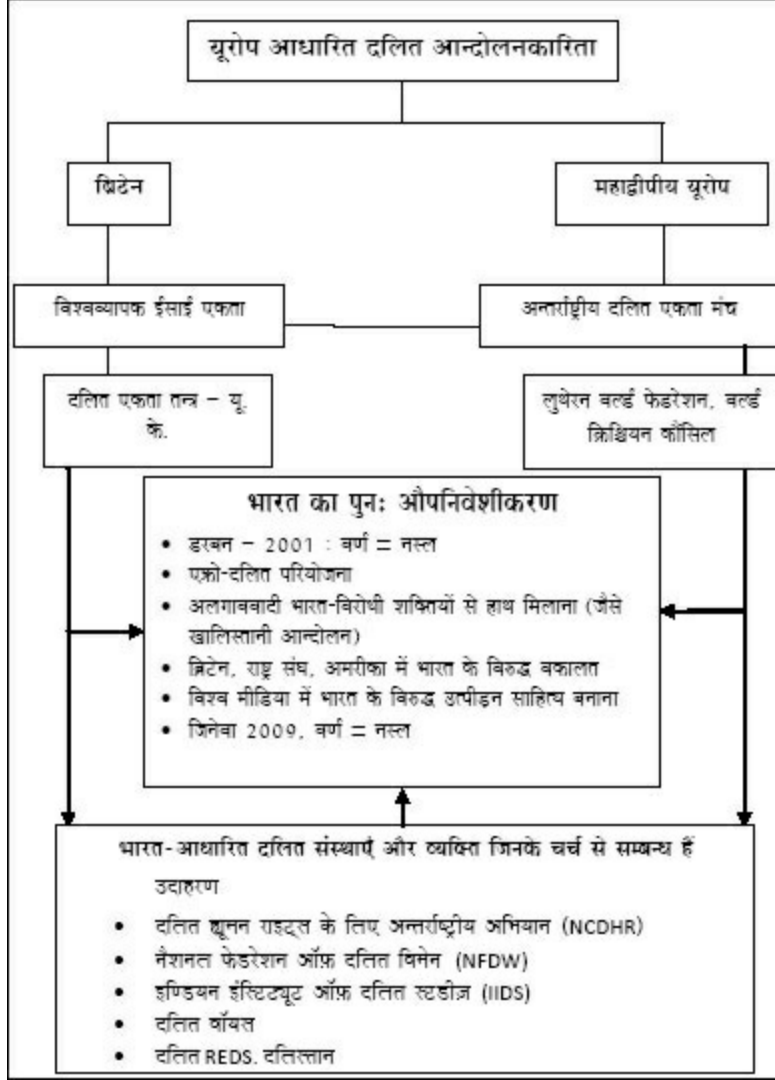 यूरोप आधारित दलित आन्दोलनकारिता
ब्रिटेन
महाद्वीपीय यूरोप
विश्वव्यापक ईसाई एकता
अन्तर्राष्ट्रीय दलित एकता मंच
दलित एकता तन्त्र – यू.
के.
लुथेरन वर्ल्ड फेडरेशन, वर्ल्ड
क्रिश्चियन कौंसिल
भारत का पुनः औपनिवेशीकरण
• डरबन – 2001 : वर्ण = नस्ल
• एफ्रो-दलित परियोजना
• अलगाववादी भारत-विरोधी शक्तियों से हाथ मिलाना (जैसे
खालिस्तानी आन्दोलन)
• ब्रिटेन, राष्ट्र संघ, अमरीका में भारत के विरुद्ध वकालत
• विश्व मीडिया में भारत के विरुद्ध उत्पीड़न साहित्य बनाना
• जिनेवा 2009, वर्ण = नस्ल
भारत-आधारित दलित संस्थाएँ और व्यक्ति जिनके चर्च से सम्बन्ध हैं
उदाहरण
• दलित ह्यूमन राइट्स के लिए अन्तर्राष्ट्रीय अभियान (NCDHR)
• नैशनल फेडरेशन ऑफ़ दलित विमेन (NFDW)
• इण्डियन इंस्टिट्यूट ऑफ़ दलित स्टडीज़ (IIDS)
• दलित वॉयस
• दलित REDS. दलित्स्तान